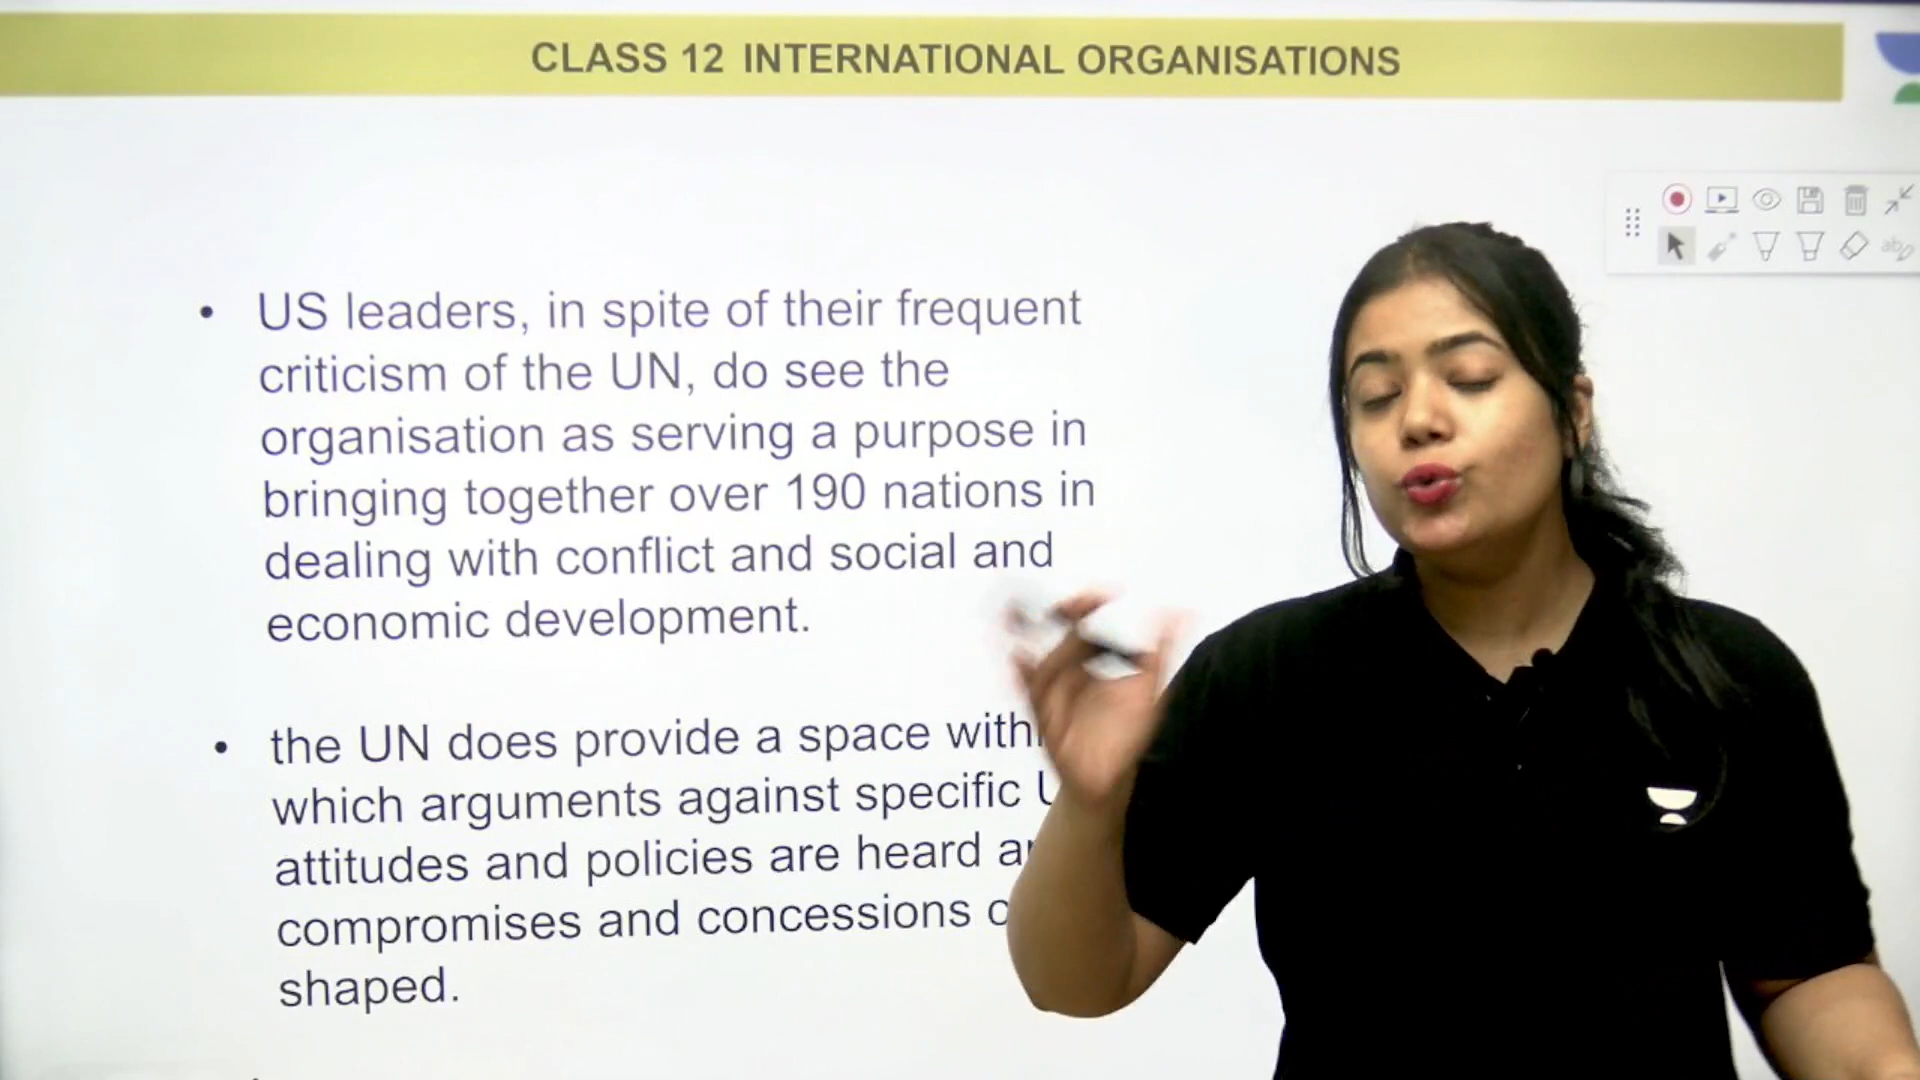 CLASS 12 INTERNATIONAL ORGANISATIONS
• US leaders, in spite of their frequent
criticism of the UN, do see the
organisation as serving a purpose in
bringing together over 190 nations in
dealing with conflict and social and
economic development.
• the UN does provide a space
which arguments against specific
attitudes and policies are heard
compromises and concessions
shaped.